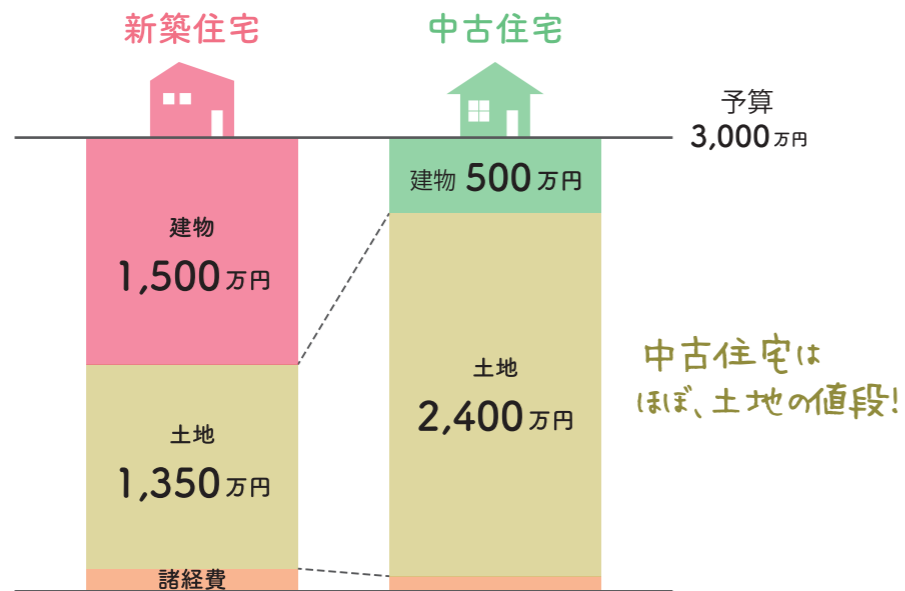 新築住宅
中古住宅
予算
3,000万円
建物
1,500万円
建物 500万円
土地
1,350万円
土地
2,400万円
諸経費
中古住宅は
ほぼ、土地の値段!